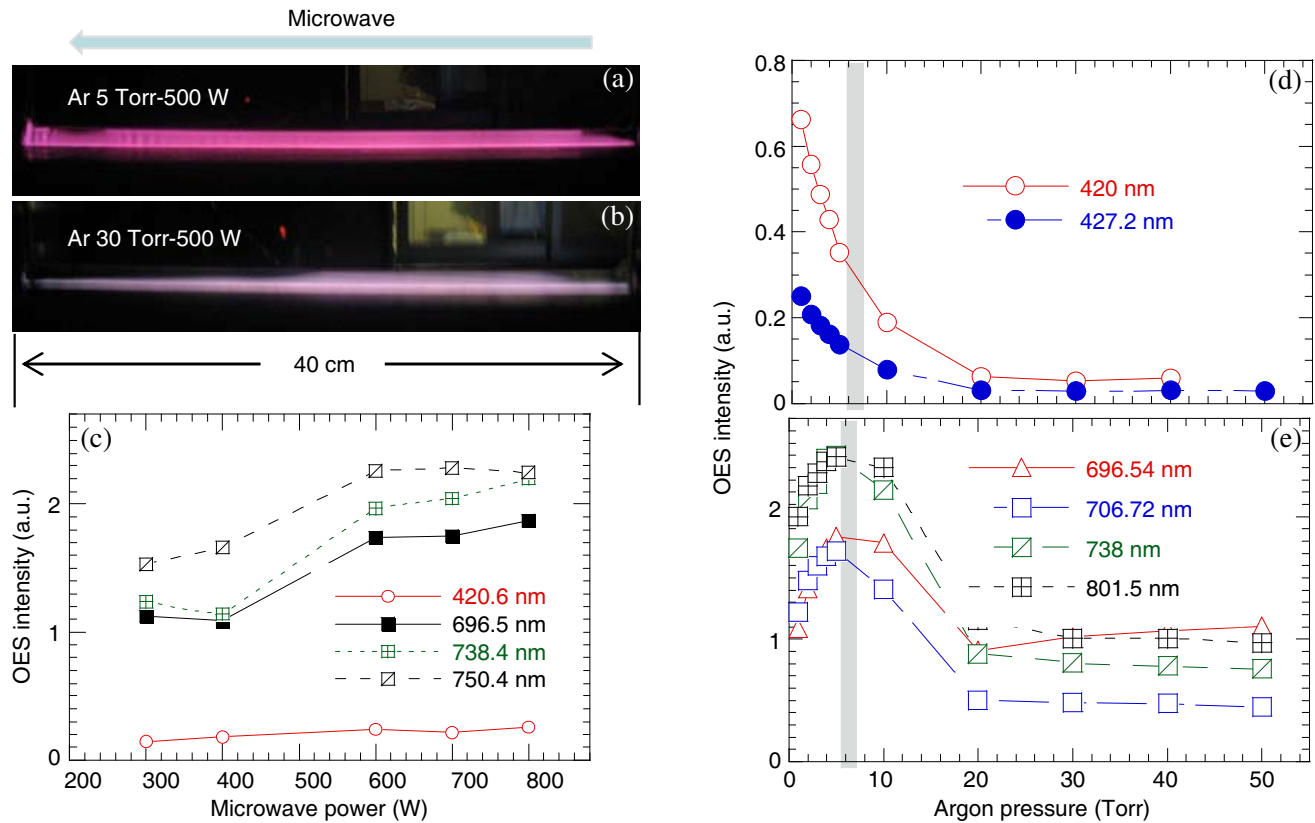 Microwave
(a)
Ar 5 Torr-500 W
(b)
Ar 30 Torr-500 W
40 cm
(c)
OES intensity (a.u.)
2
1
0
420.6 nm
696.5 nm
738.4 nm
750.4 nm
200 300 400 600 700 800
Microwave power (W)
(d)
0.8
0.6
0.4
0.2
0
420 nm
427.2 nm
OES intensity (a.u.)
(e)
2
1
0
696.54 nm
706.72 nm
738 nm
801.5 nm
0 10 20 30 40 50
Argon pressure (Torr)